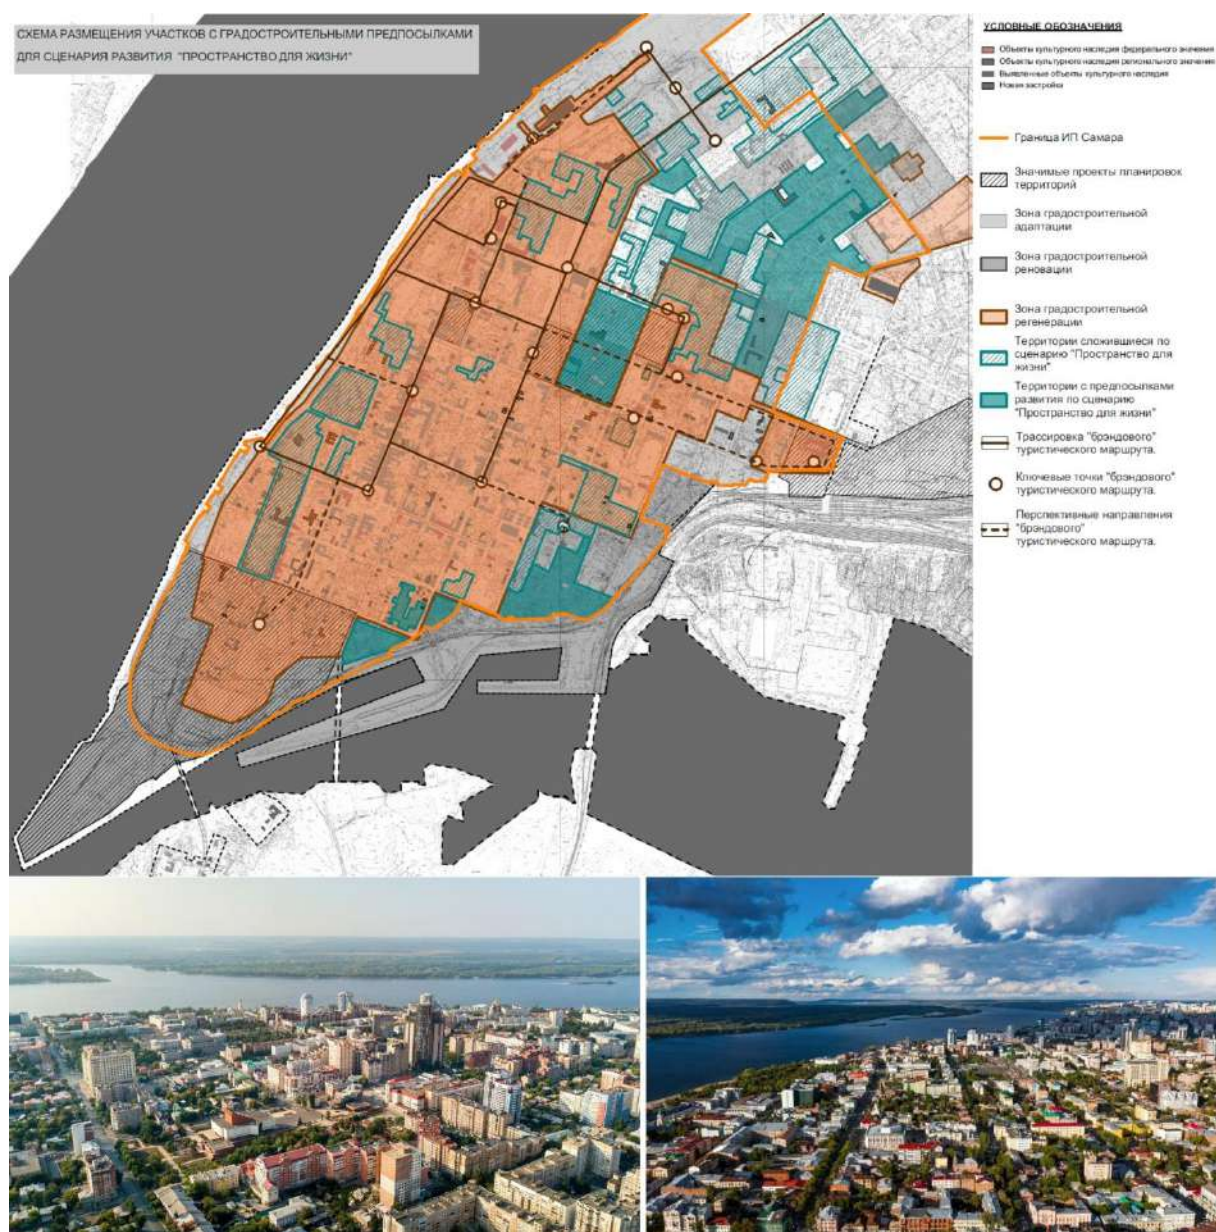 СХЕМА РАЗМЕЩЕНИЯ УЧАСТКОВ С ГРАДОСТРОИТЕЛЬНЫМИ ПРЕДПОСЫЛКАМИ
ДЛЯ СЦЕНАРИЯ РАЗВИТИЯ "ПРОСТРАНСТВО ДЛЯ ЖИЗНИ"
УСЛОВНЫЕ ОБОЗНАЧЕНИЯ
Объекты культурного наследия федерального значения
Объекты культурного наследия регионального значения
Выявленные объекты культурного наследия
Новая застройка
Граница ИП Самара
Значимые проекты планировок
территорий
Зона градостроительной
адаптации
Зона градостроительной
реновации
Зона градостроительной
регенерации
Территории сложившиеся по
сценарию "Пространство для
жизни"
Территории с предпосылками
развития по сценарию
"Пространство для жизни"
Трассировка "брэндового"
туристического маршрута.
Ключевые точки "брэндового"
туристического маршрута.
Перспективные направления
"брэндового"
туристического маршрута.